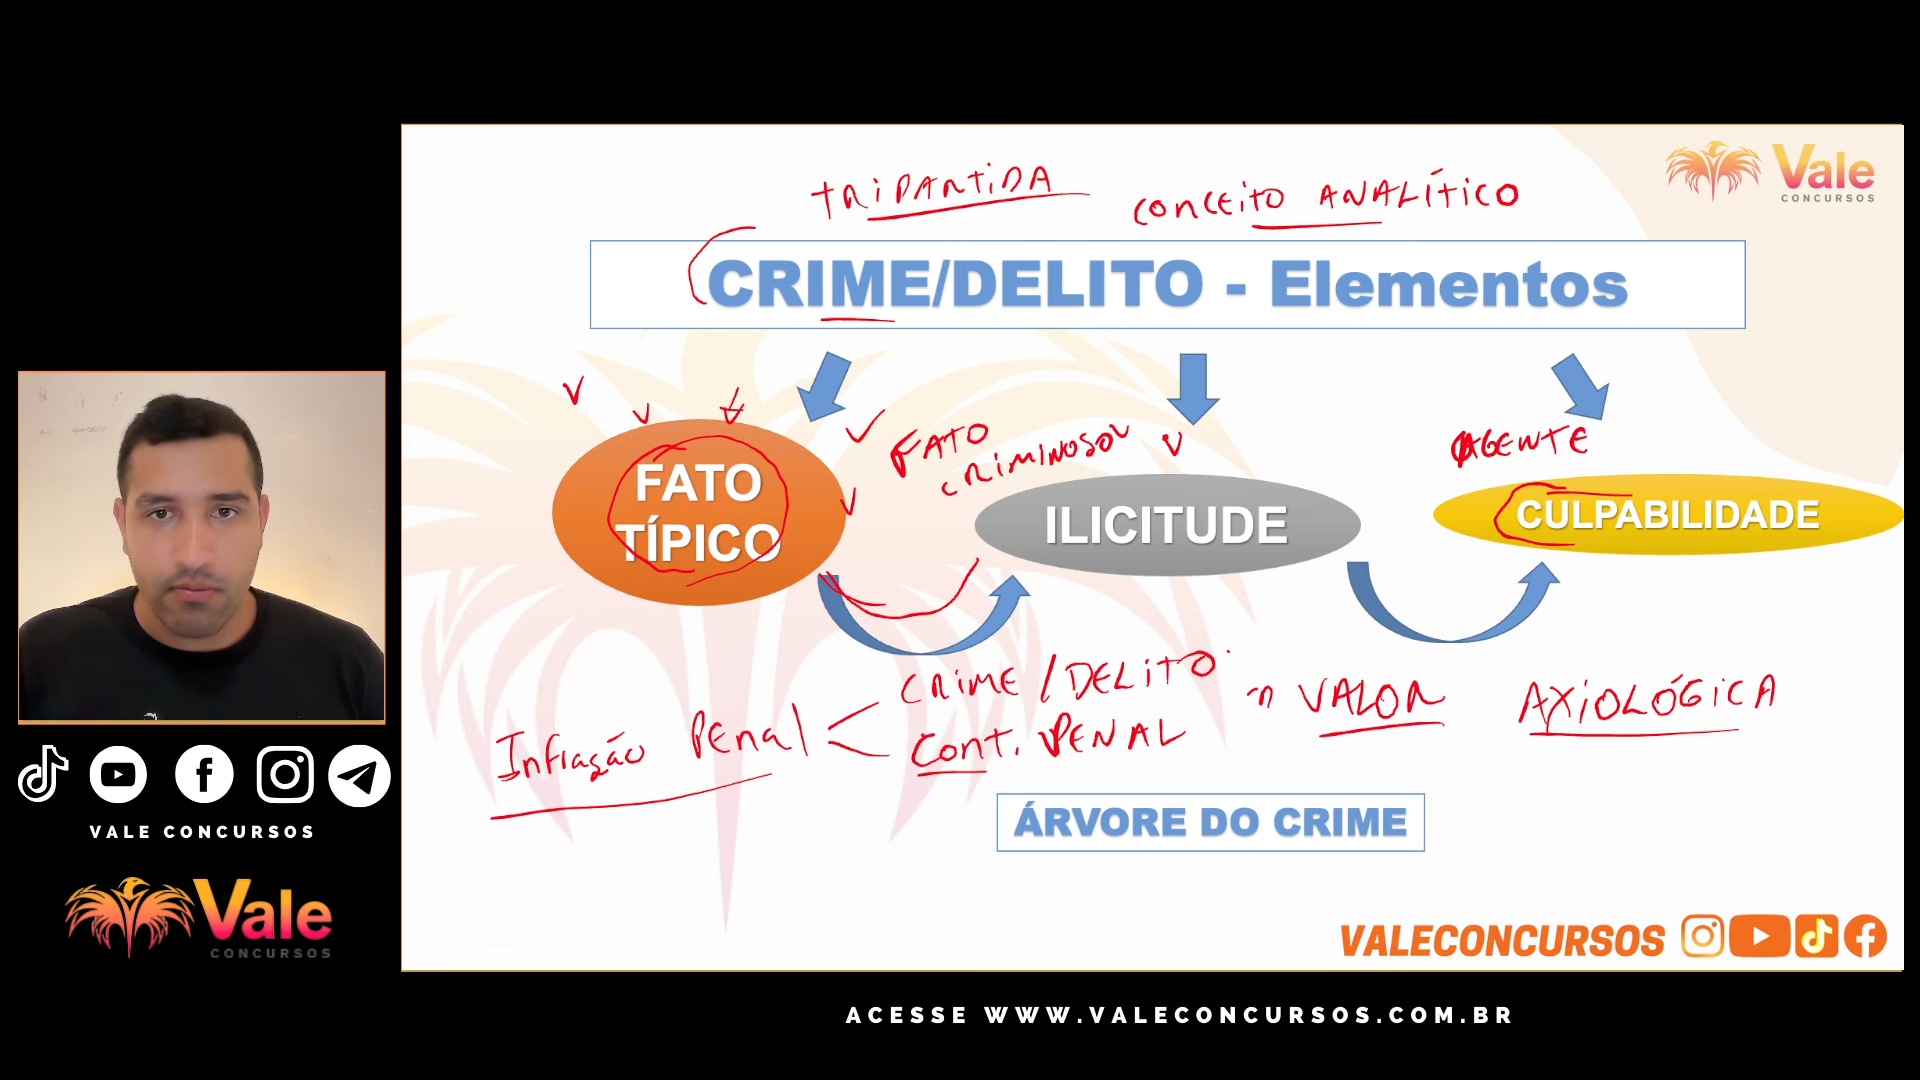 TRIPARTIDA
CONCEITO ANALÍTICO
Vale
CONCURSOS
CRIME/DELITO - Elementos
FATO
CRIMINOSO
AGENTE
FATO
TÍPICO
ILICITUDE
CULPABILIDADE
CRIME/DELITO
Infração Penal
CONT. PENAL
VALOR
AXIOLÓGICA
ÁRVORE DO CRIME
VALE CONCURSOS
Vale
CONCURSOS
VALECONCURSOS
ACESSE WWW.VALECONCURSOS.COM.BR